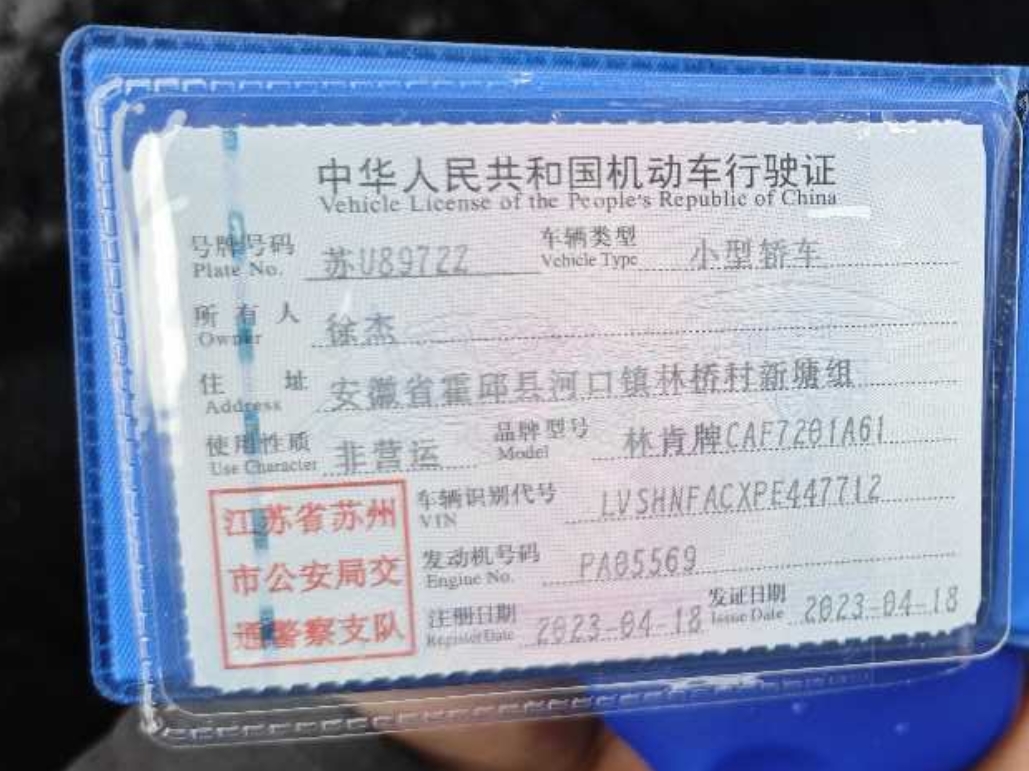 中华人民共和国机动车行驶证
Vehicle License of the People's Republic of China
号牌号码 苏U8972Z 车辆类型 小型轿车
Plate No. Vehicle Type
所有人 徐杰
Owner
住址 安徽省霍邱县河口镇林桥村新塘组
Address
使用性质 非营运 品牌型号 林肯牌CAF7201A61
Use Character Model
江苏省苏州 车辆识别代号 LVSHNFACXPE447712
VIN
市公安局交 发动机号码 PA05569
Engine No.
通警察支队 注册日期 2023-04-18 发证日期 2023-04-18
Register Date Issue Date